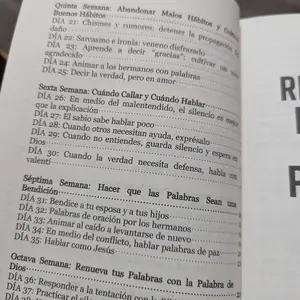 Quinta Semana: Abandonar Malos Hábitos y
Buenos Hábitos
DÍA 21: Chismes y rumores: detener la propagación
daño
DÍA 22: Sarcasmo e ironía: veneno disfrazado
DÍA 23: Aprende a decir "gracias", cultivar un
agradecido
DÍA 24: Animar a los hermanos con palabras
DÍA 25: Decir la verdad, pero en amor
Sexta Semana: Cuándo Callar y Cuándo Hablar
DÍA 26: En medio del malentendido, el silencio es mejor
que la explicación
DÍA 27: El sabio sabe hablar poco
DÍA 28: Cuando otros necesitan ayuda, exprésalo
DÍA 29: Cuando no entiendes, guarda silencio y espera en
Dios
DÍA 30: Cuando la verdad necesita defensa, habla con
valentí
Séptima Semana: Hacer que las Palabras Sean una
Bendición
DÍA 31: Bendice a tu esposa y a tus hijos
DÍA 32: Palabras de oración por los hermanos
DÍA 33: Animar al caído a levantarse de nuevo
DÍA 34: En medio del conflicto, hablar palabras de paz
DÍA 35: Hablar como Jesús
Octava Semana: Renueva tus Palabras con la Palabra de
Dios
DÍA 36: Responder a la tentación con la
DÍA 37: Practicar el